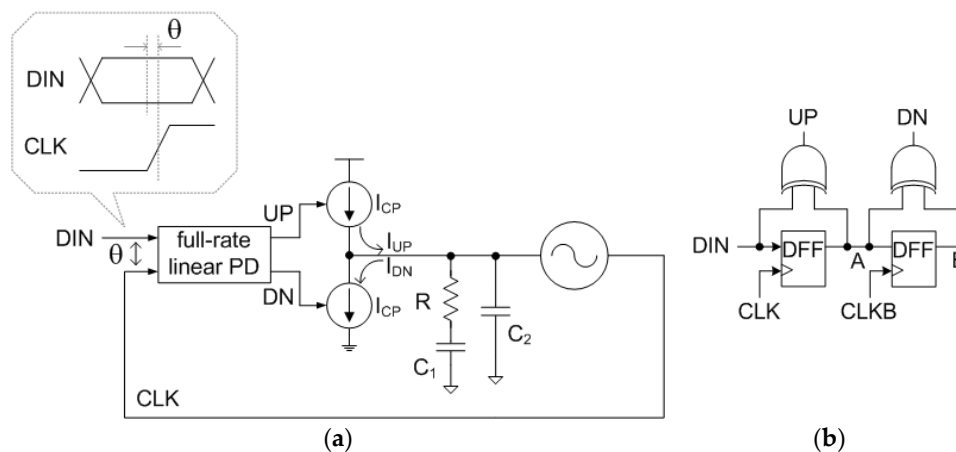 θ
DIN
CLK
DIN
θ
full-rate
linear PD
UP
DN
I_CP
I_UP
I_DN
I_CP
R
C₁
C₂
CLK
(a)
UP
DN
DIN
DFF
A
DFF
CLK
CLKB
(b)